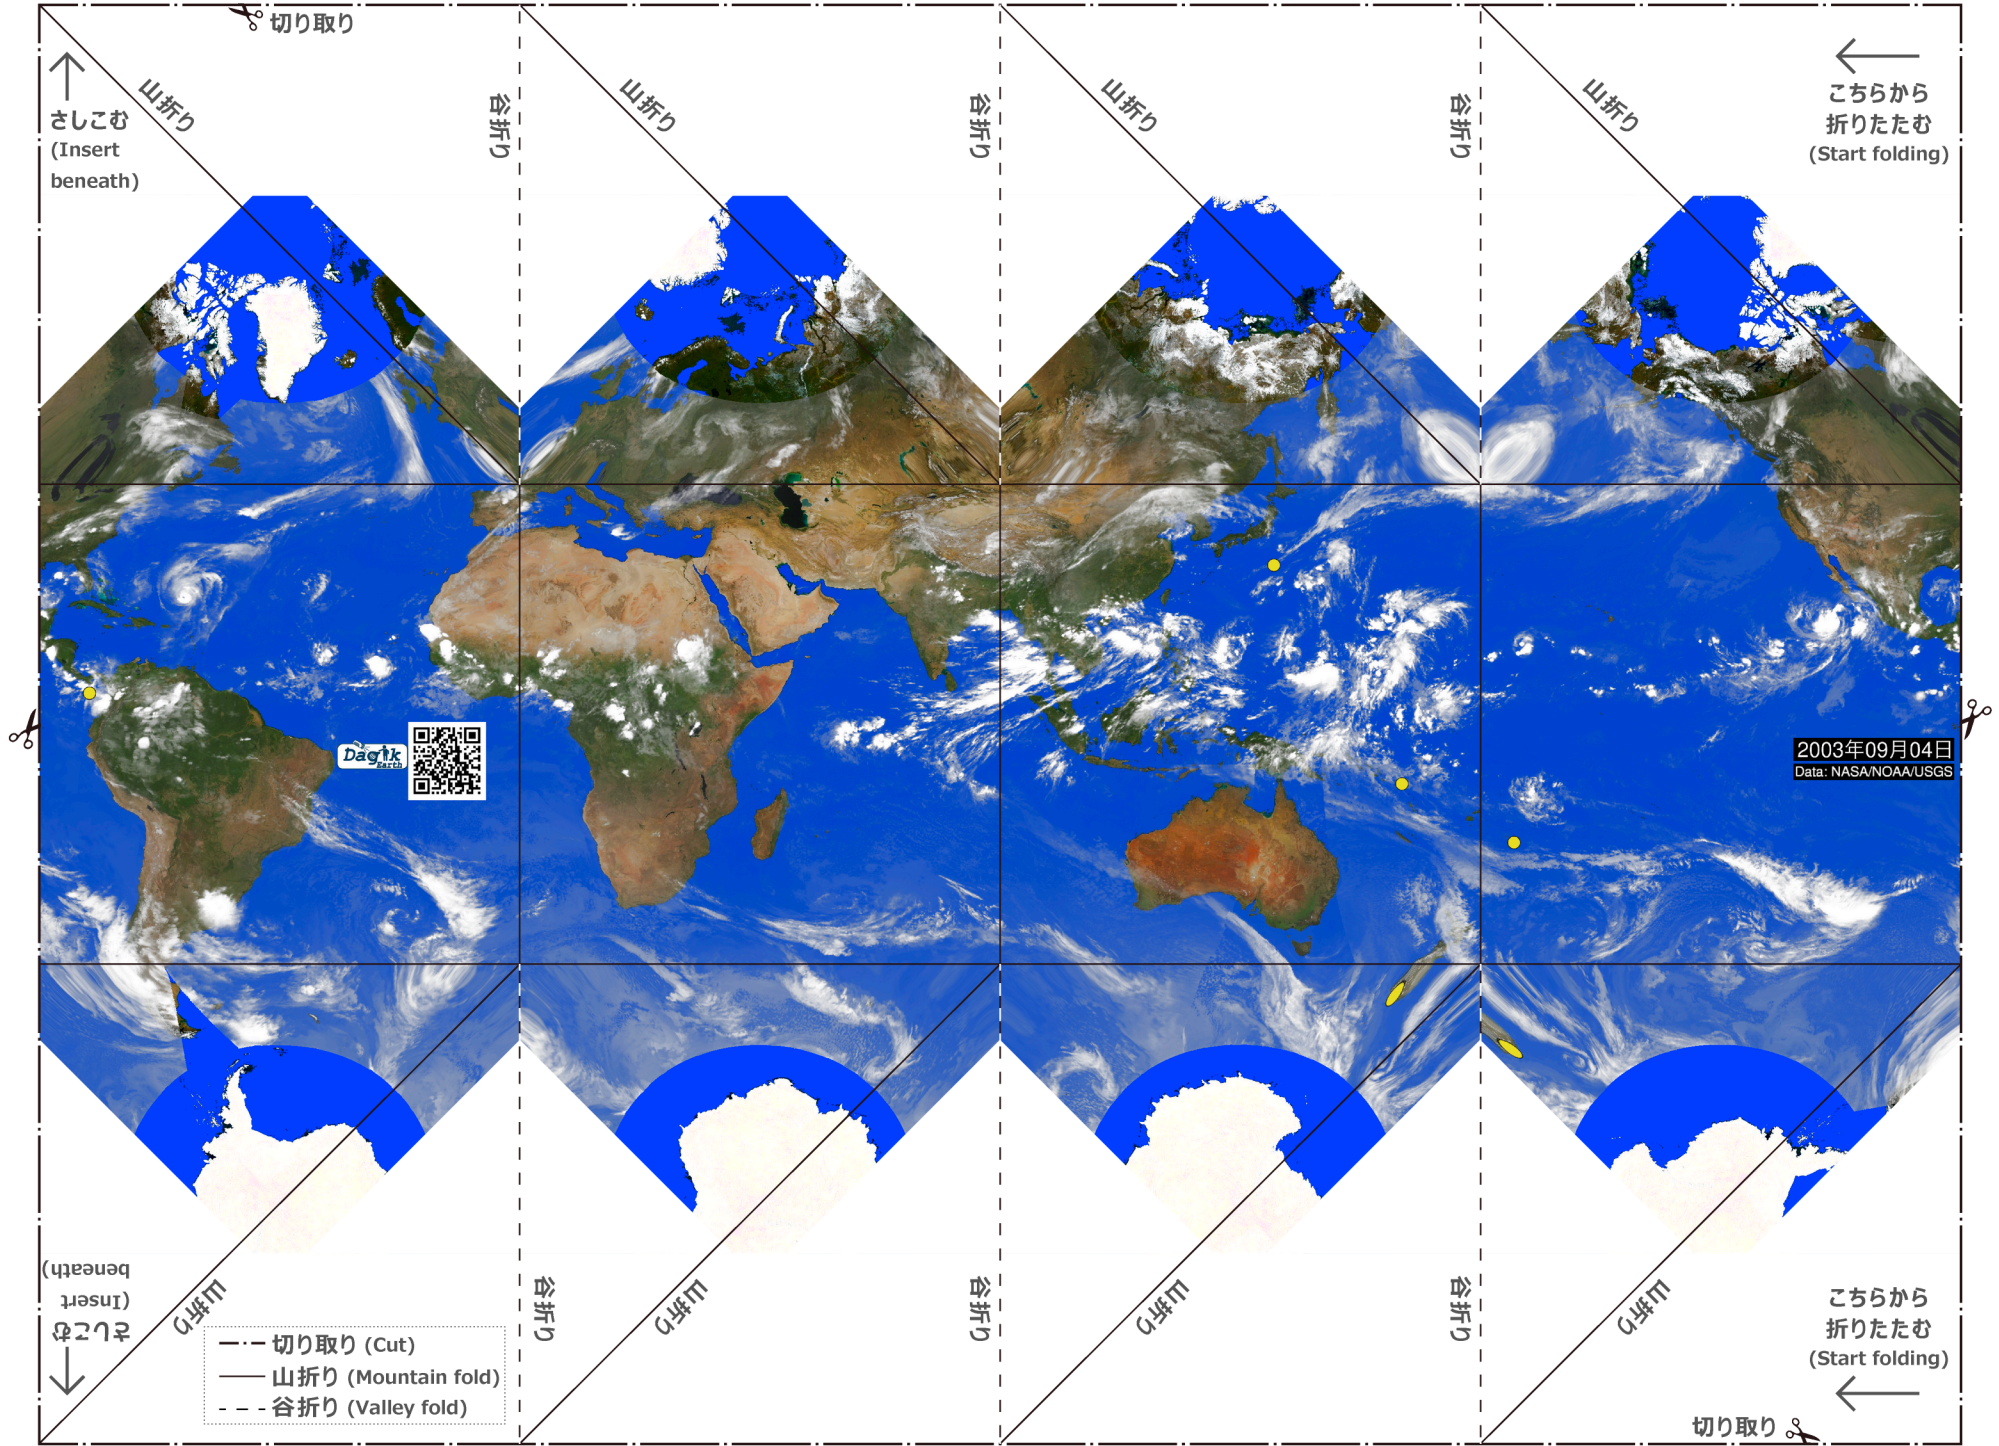 切り取り
さしこむ
(Insert
beneath)
山折り
谷折り
山折り
谷折り
山折り
谷折り
山折り
こちらから
折りたたむ
(Start folding)
Dagik
Earth
2003年09月04日
Data: NASA/NOAA/USGS
さしこむ
(Insert
beneath)
山折り
谷折り
山折り
谷折り
山折り
谷折り
山折り
こちらから
折りたたむ
(Start folding)
切り取り (Cut)
山折り (Mountain fold)
谷折り (Valley fold)
切り取り